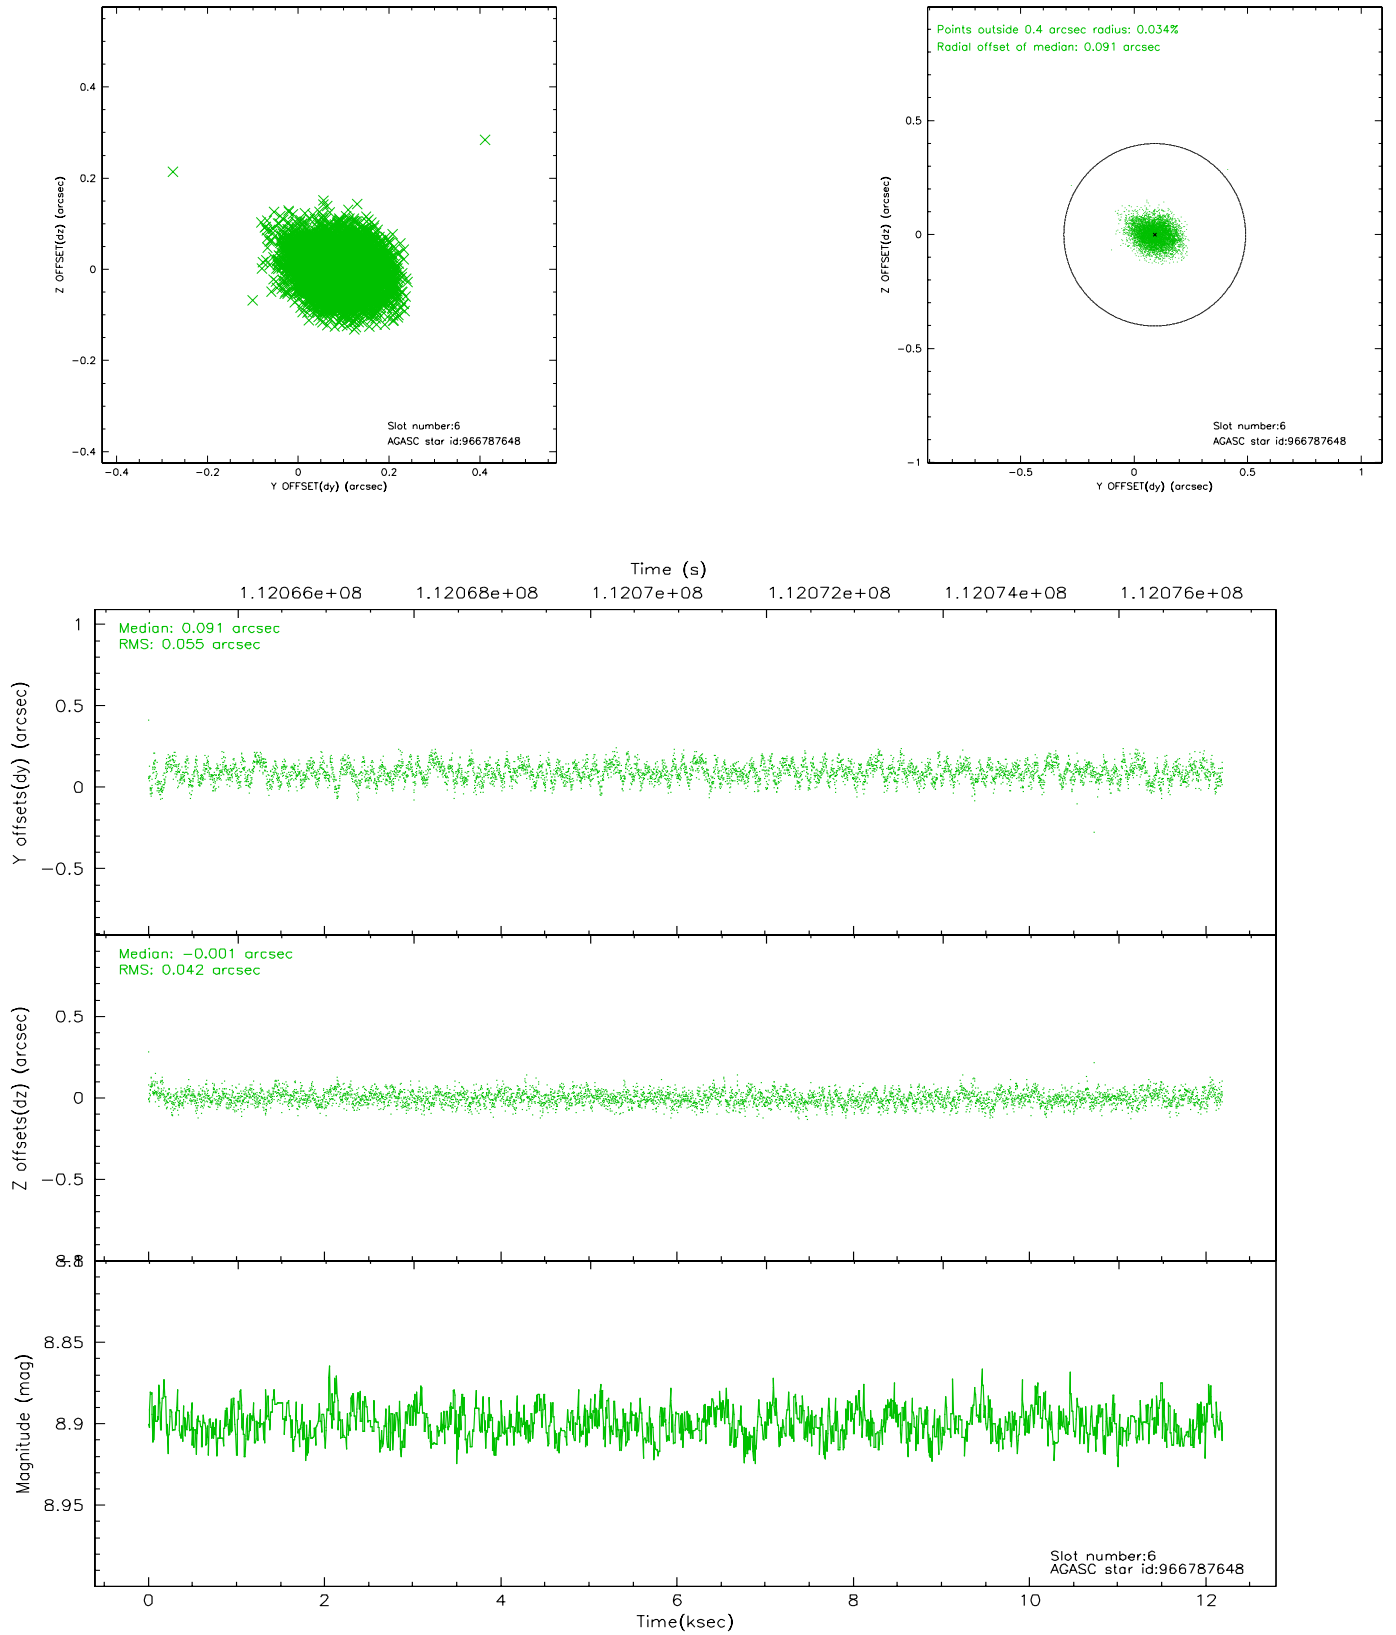 0.4
0.2
0
−0.2
−0.4
Z OFFSET(dz) (arcsec)
Slot number:6
AGASC star id:966787648
−0.4 −0.2 0 0.2 0.4
Y OFFSET(dy) (arcsec)
Points outside 0.4 arcsec radius: 0.034%
Radial offset of median: 0.091 arcsec
0.5
0
−0.5
−1
Z OFFSET(dz) (arcsec)
Slot number:6
AGASC star id:966787648
−0.5 0 0.5 1
Y OFFSET(dy) (arcsec)
Time (s)
1.12066e+08 1.12068e+08 1.1207e+08 1.12072e+08 1.12074e+08 1.12076e+08
Median: 0.091 arcsec
RMS: 0.055 arcsec
1
0.5
0
−0.5
Y offsets(dy) (arcsec)
Median: −0.001 arcsec
RMS: 0.042 arcsec
0.5
0
−0.5
Z offsets(dz) (arcsec)
8.85
8.9
8.95
Magnitude (mag)
Slot number:6
AGASC star id:966787648
0 2 4 6 8 10 12
Time(ksec)